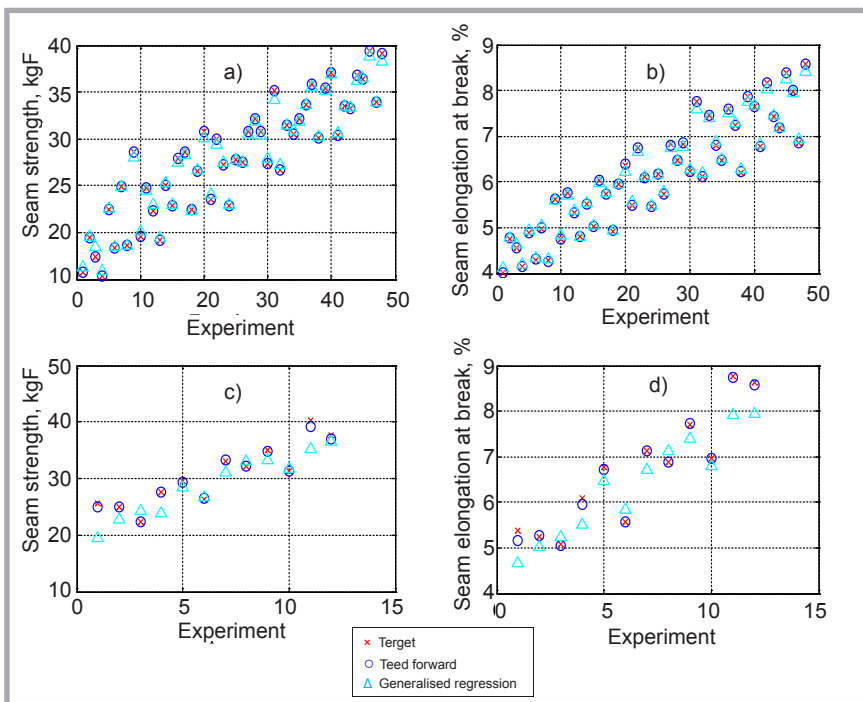 a)
Seam strength, kgF
40
35
30
25
20
10
0 10 20 30 40 50
Experiment
b)
Seam elongation at break, %
9
8
7
6
5
4
0 10 20 30 40 50
Experiment
c)
Seam strength, kgF
50
40
30
20
10
0 5 10 15
Experiment
d)
Seam elongation at break, %
9
8
7
6
5
4
0 5 10 15
Experiment
Terget
Teed forward
Generalised regression